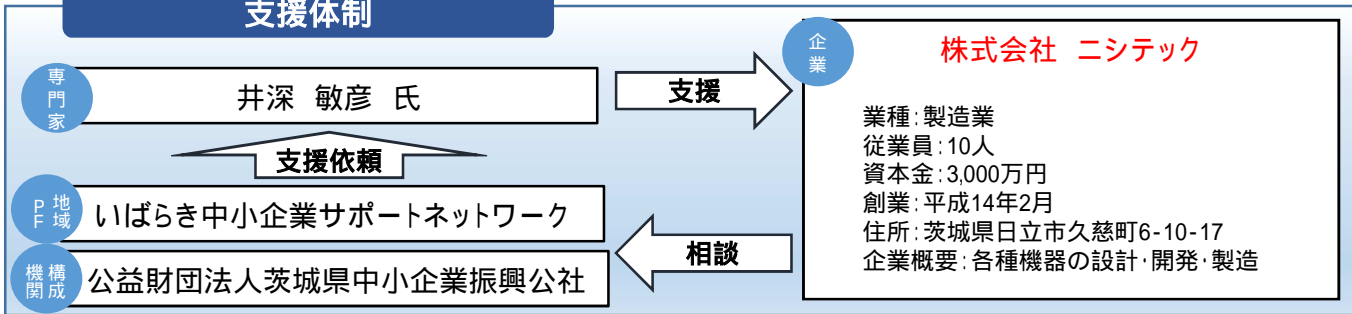 支援体制
専門家
井深 敏彦 氏
支援
支援依頼
地域PF
いばらき中小企業サポートネットワーク
構成機関
公益財団法人茨城県中小企業振興公社
相談
企業
株式会社 ニシテック
業種:製造業
従業員:10人
資本金:3,000万円
創業:平成14年2月
住所:茨城県日立市久慈町6-10-17
企業概要:各種機器の設計・開発・製造